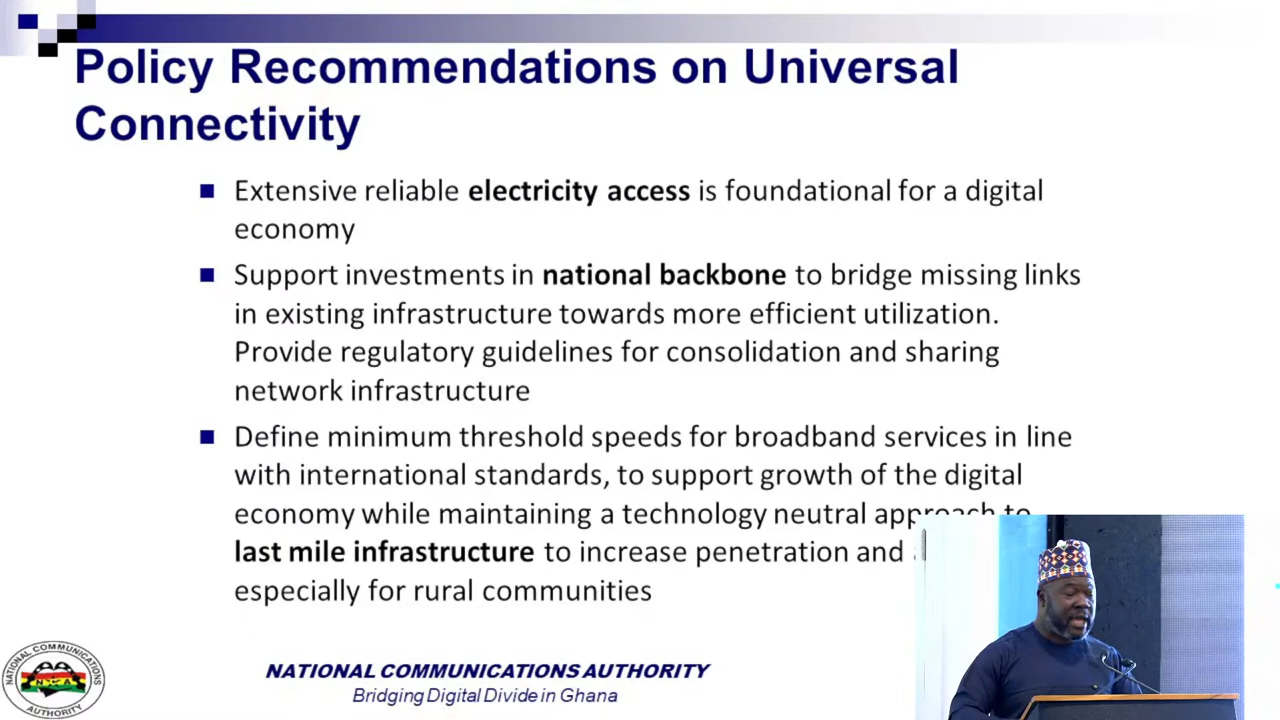 Policy Recommendations on Universal
Connectivity
Extensive reliable electricity access is foundational for a digital
economy
Support investments in national backbone to bridge missing links
in existing infrastructure towards more efficient utilization.
Provide regulatory guidelines for consolidation and sharing
network infrastructure
Define minimum threshold speeds for broadband services in line
with international standards, to support growth of the digital
economy while maintaining a technology neutral approach to
last mile infrastructure to increase penetration and
especially for rural communities
NATIONAL COMMUNICATIONS
NCA
AUTHORITY
NATIONAL COMMUNICATIONS AUTHORITY
Bridging Digital Divide in Ghana